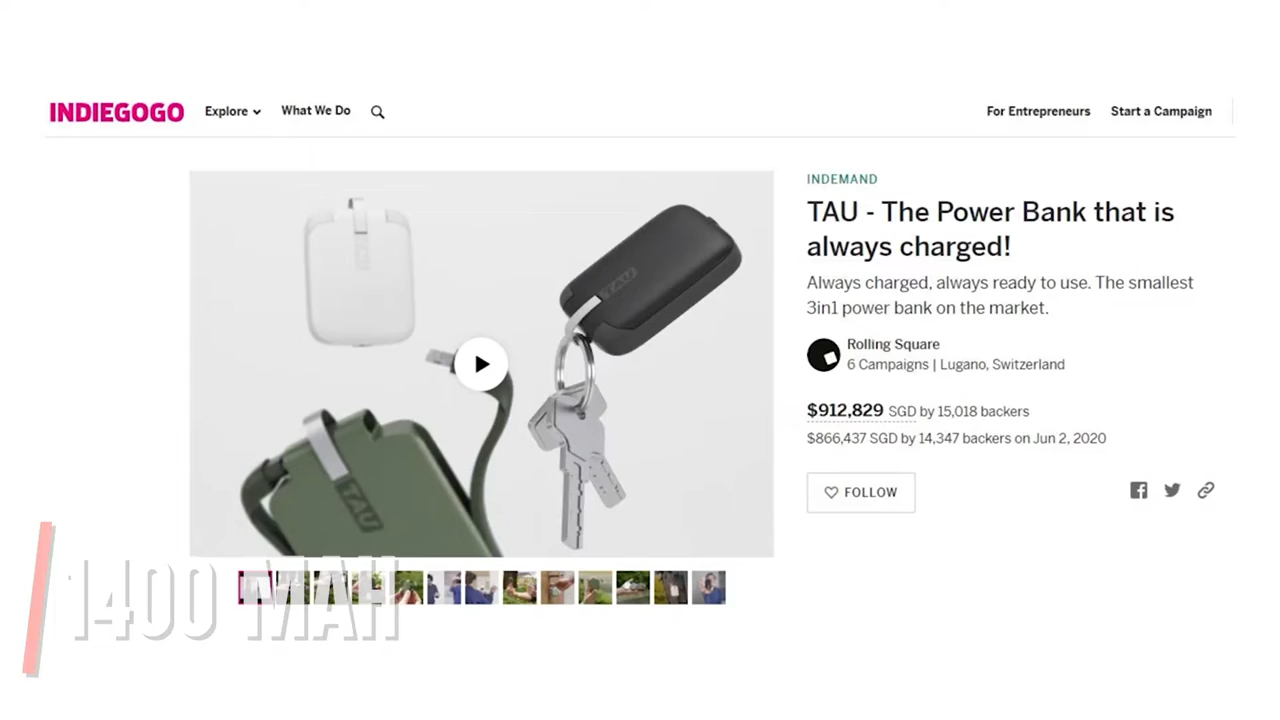 INDIEGOGO Explore What We Do For Entrepreneurs Start a Campaign
INDEMAND
TAU - The Power Bank that is
always charged!
Always charged, always ready to use. The smallest
3in1 power bank on the market.
Rolling Square
6 Campaigns | Lugano, Switzerland
$912,829 SGD by 15,018 backers
$866,437 SGD by 14,347 backers on Jun 2, 2020
FOLLOW
TAU
TAU
1400 MAH